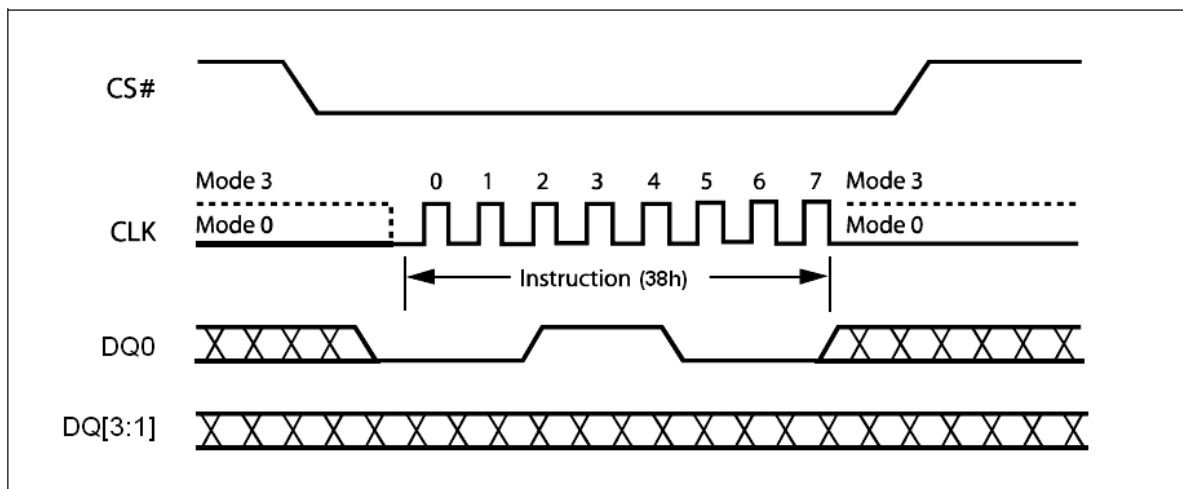 CS#
Mode 3 0 1 2 3 4 5 6 7 Mode 3
CLK Mode 0 Mode 0
Instruction (38h)
DQ0
DQ[3:1]